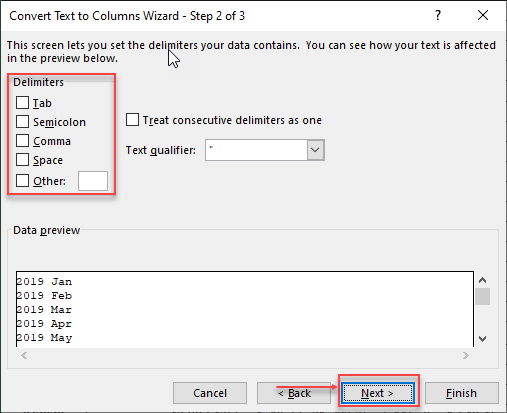 Convert Text to Columns Wizard - Step 2 of 3
This screen lets you set the delimiters your data contains.  You can see how your text is affected
in the preview below.
Delimiters
Tab
Semicolon
Comma
Space
Other:
Treat consecutive delimiters as one
Text qualifier: "
Data preview
2019 Jan
2019 Feb
2019 Mar
2019 Apr
2019 May
Cancel < Back Next > Finish